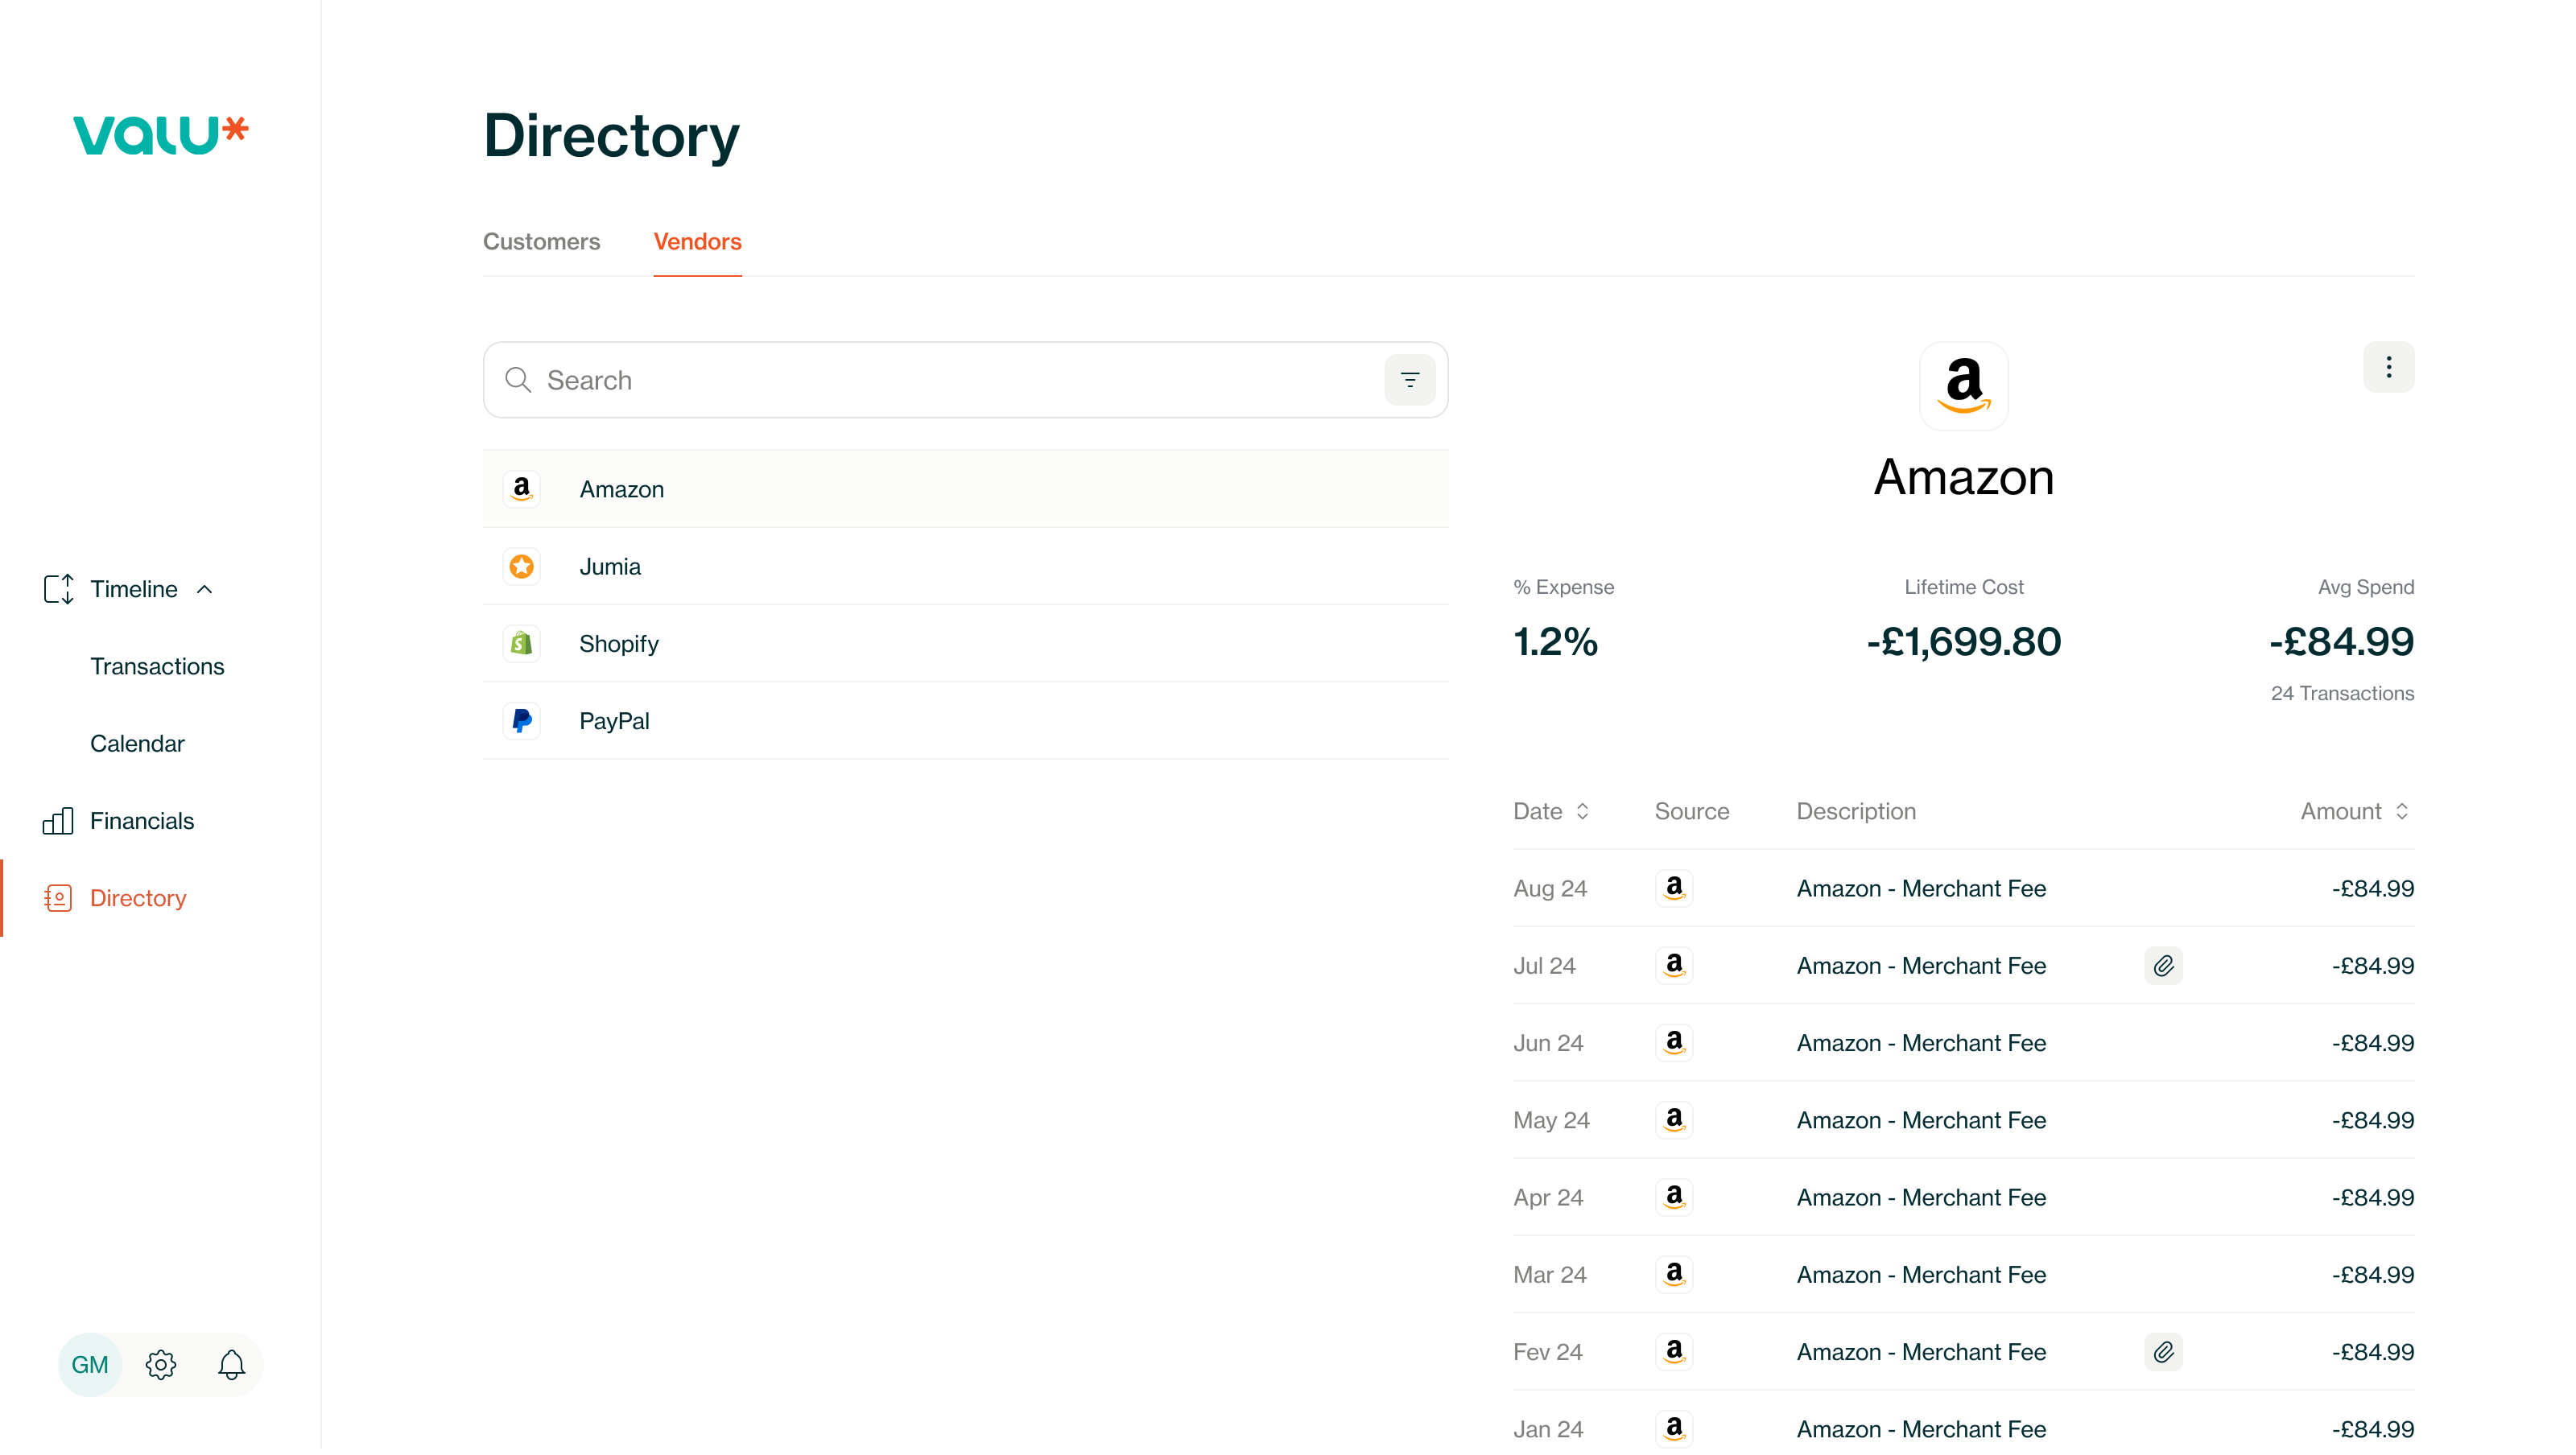 valu*
Timeline
Transactions
Calendar
Financials
Directory
GM
Directory
Customers Vendors
Search
Amazon
Jumia
Shopify
PayPal
Amazon
% Expense Lifetime Cost Avg Spend
1.2% -£1,699.80 -£84.99
24 Transactions
Date Source Description Amount
Aug 24 Amazon - Merchant Fee -£84.99
Jul 24 Amazon - Merchant Fee -£84.99
Jun 24 Amazon - Merchant Fee -£84.99
May 24 Amazon - Merchant Fee -£84.99
Apr 24 Amazon - Merchant Fee -£84.99
Mar 24 Amazon - Merchant Fee -£84.99
Fev 24 Amazon - Merchant Fee -£84.99
Jan 24 Amazon - Merchant Fee -£84.99